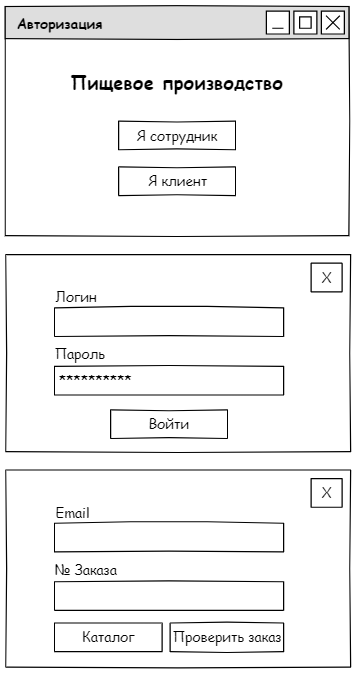 Авторизация
Пищевое производство
Я сотрудник
Я клиент
X
Логин
Пароль
**********
Войти
X
Email
№ Заказа
Каталог
Проверить заказ